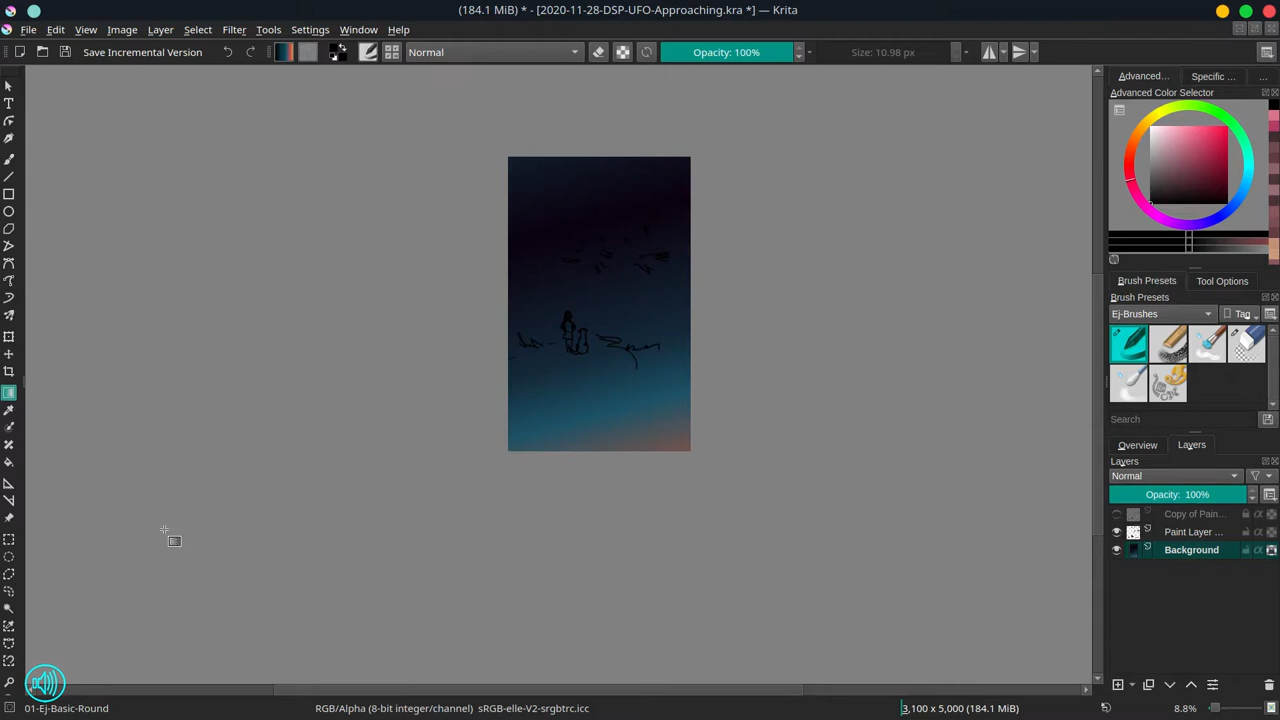 (184.1 MiB) * - [2020-11-28-DSP-UFO-Approaching.kra *] — Krita
File Edit View Image Layer Select Filter Tools Settings Window Help
Save Incremental Version Normal Opacity: 100% Size: 10.98 px
Advanced... Specific ... ...
Advanced Color Selector
Brush Presets Tool Options
Brush Presets
Ej-Brushes Tag
Search
Overview Layers
Layers
Normal
Opacity: 100%
Copy of Pain...
Paint Layer ...
Background
01-Ej-Basic-Round RGB/Alpha (8-bit integer/channel) sRGB-elle-V2-srgbtrc.icc 3,100 x 5,000 (184.1 MiB) 8.8%